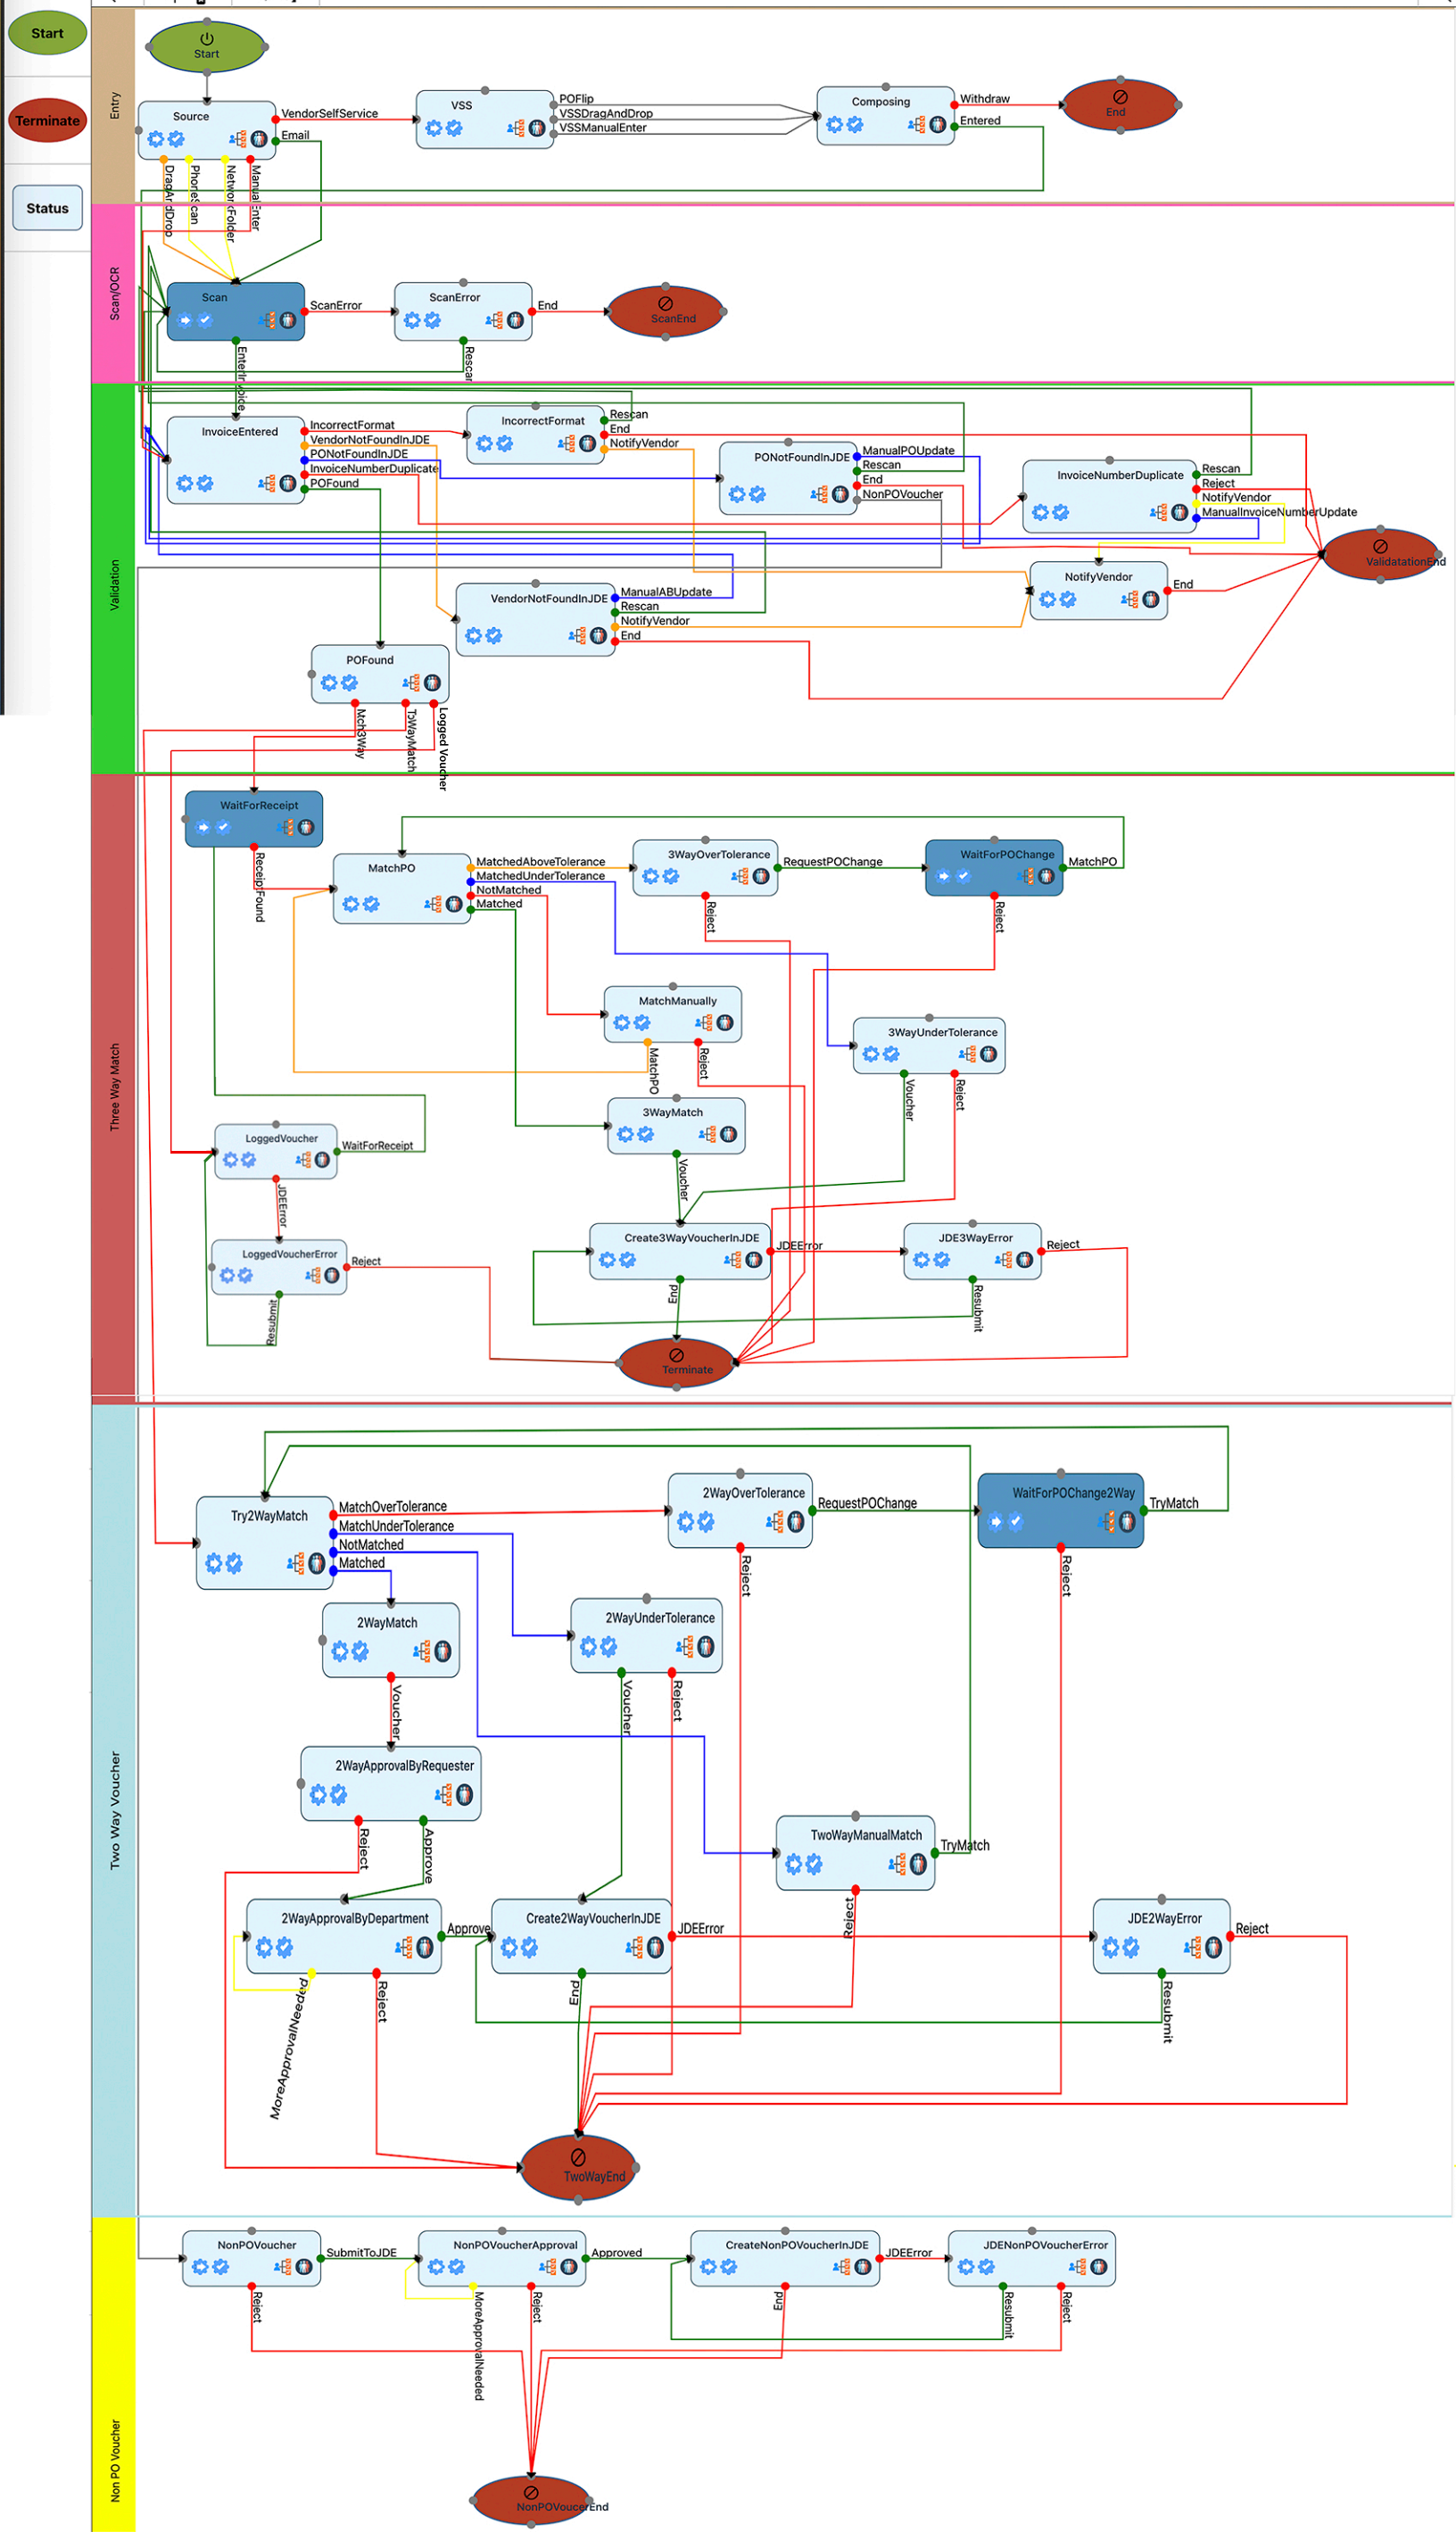 Start
Terminate
Status
Entry
Start
Source
VendorSelfService
Email
DragAndDrop
PhoneScan
NetworkFolder
ManualEnter
VSS
POFlip
VSSDragAndDrop
VSSManualEnter
Composing
Withdraw
Entered
End
Scan/OCR
Scan
ScanError
EnterInvoice
ScanError
End
Rescan
ScanEnd
Validation
InvoiceEntered
IncorrectFormat
VendorNotFoundInJDE
PONotFoundInJDE
InvoiceNumberDuplicate
POFound
IncorrectFormat
Rescan
End
NotifyVendor
PONotFoundInJDE
ManualPOUpdate
Rescan
End
NonPOVoucher
InvoiceNumberDuplicate
Rescan
Reject
NotifyVendor
ManualInvoiceNumberUpdate
ValidatationEnd
NotifyVendor
End
VendorNotFoundInJDE
ManualABUpdate
Rescan
NotifyVendor
End
POFound
Mtch3Way
ToWayMatch
Logged Voucher
Three Way Match
WaitForReceipt
ReceiptFound
MatchPO
MatchedAboveTolerance
MatchedUnderTolerance
NotMatched
Matched
3WayOverTolerance
RequestPOChange
Reject
WaitForPOChange
MatchPO
Reject
MatchManually
MatchPO
Reject
3WayUnderTolerance
Voucher
Reject
3WayMatch
Voucher
LoggedVoucher
WaitForReceipt
JDEError
LoggedVoucherError
Reject
Resubmit
Create3WayVoucherInJDE
JDEError
End
JDE3WayError
Reject
Resubmit
Terminate
Two Way Voucher
Try2WayMatch
MatchOverTolerance
MatchUnderTolerance
NotMatched
Matched
2WayOverTolerance
RequestPOChange
Reject
WaitForPOChange2Way
TryMatch
Reject
2WayMatch
Voucher
2WayUnderTolerance
Voucher
Reject
2WayApprovalByRequester
Reject
Approve
TwoWayManualMatch
TryMatch
Reject
2WayApprovalByDepartment
Approve
MoreApprovalNeeded
Reject
Create2WayVoucherInJDE
JDEError
End
JDE2WayError
Reject
Resubmit
TwoWayEnd
Non PO Voucher
NonPOVoucher
SubmitToJDE
Reject
NonPOVoucherApproval
Approved
MoreApprovalNeeded
Reject
CreateNonPOVoucherInJDE
JDEError
End
JDENonPOVoucherError
Resubmit
Reject
NonPOVoucerEnd